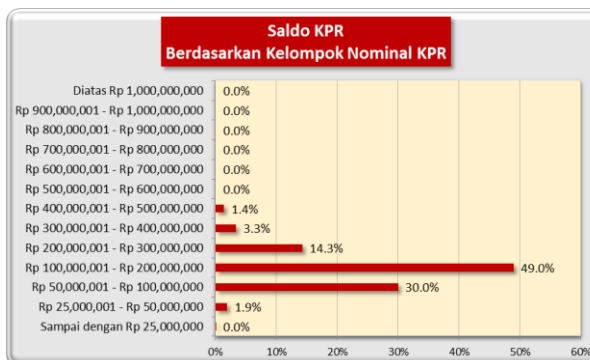 Saldo KPR
Berdasarkan Kelompok Nominal KPR
Diatas Rp 1,000,000,000 0.0%
Rp 900,000,001 - Rp 1,000,000,000 0.0%
Rp 800,000,001 - Rp 900,000,000 0.0%
Rp 700,000,001 - Rp 800,000,000 0.0%
Rp 600,000,001 - Rp 700,000,000 0.0%
Rp 500,000,001 - Rp 600,000,000 0.0%
Rp 400,000,001 - Rp 500,000,000 1.4%
Rp 300,000,001 - Rp 400,000,000 3.3%
Rp 200,000,001 - Rp 300,000,000 14.3%
Rp 100,000,001 - Rp 200,000,000 49.0%
Rp 50,000,001 - Rp 100,000,000 30.0%
Rp 25,000,001 - Rp 50,000,000 1.9%
Sampai dengan Rp 25,000,000 0.0%
0% 10% 20% 30% 40% 50% 60%